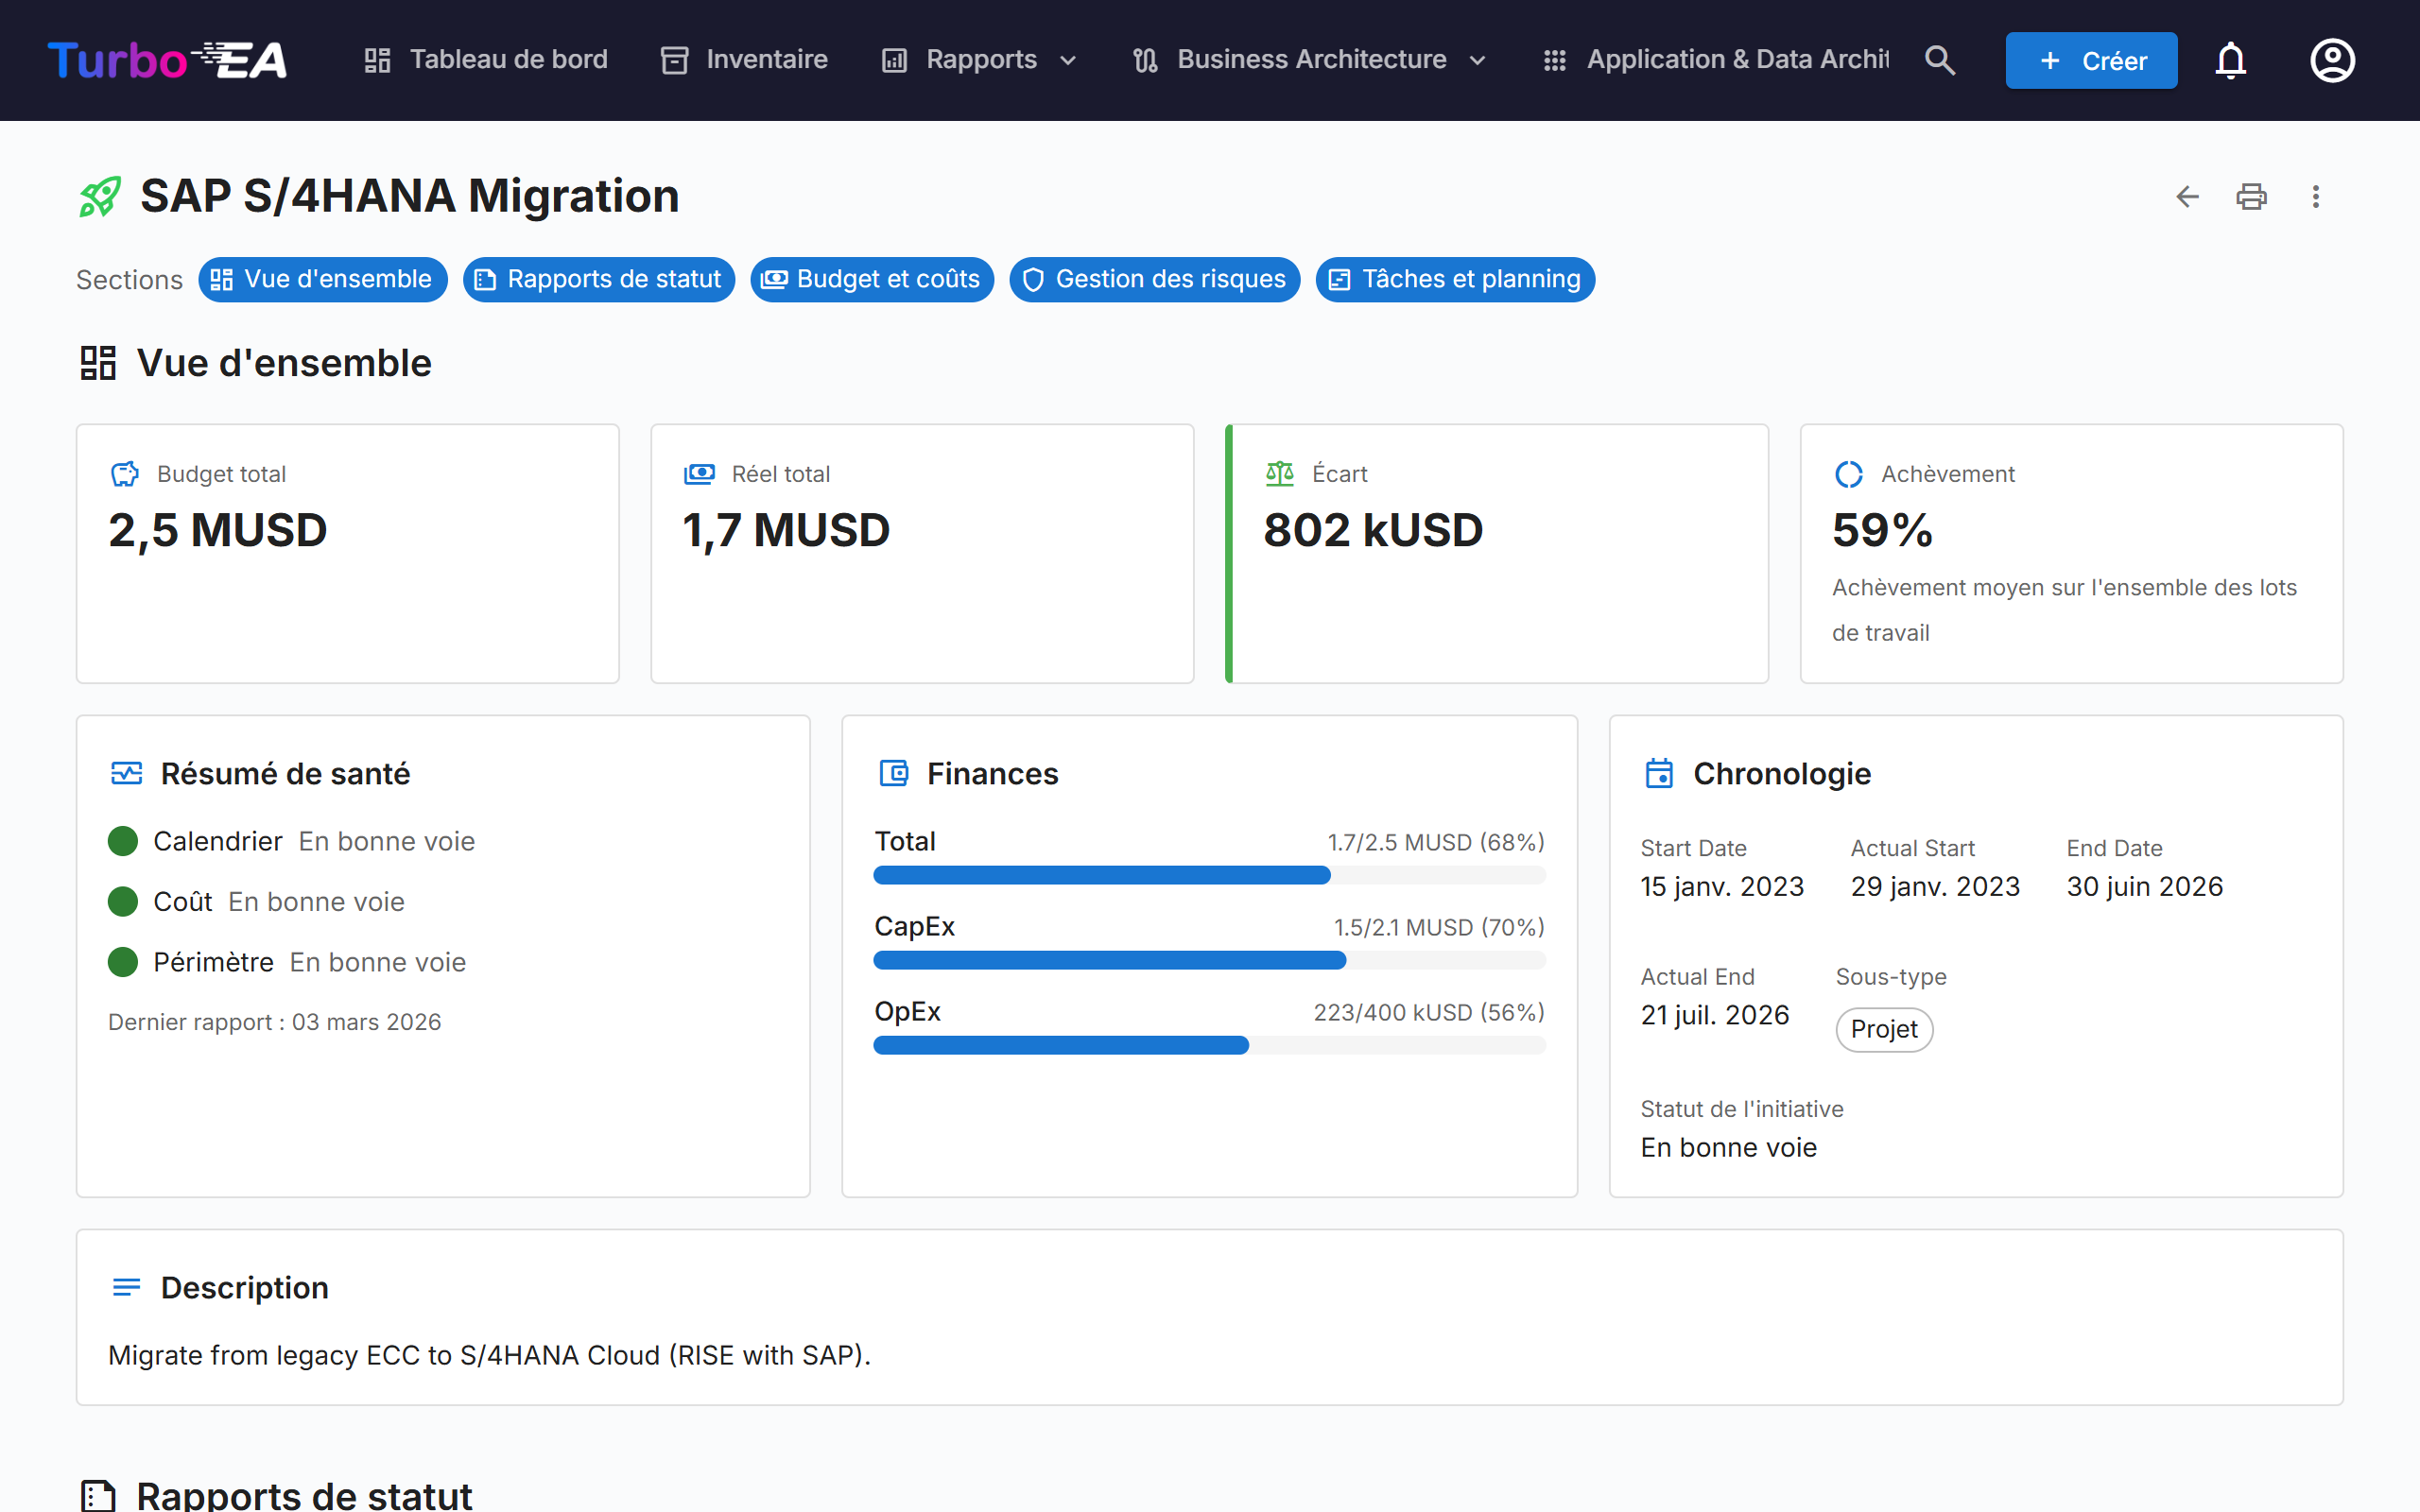 Turbo EA
Tableau de bord
Inventaire
Rapports
Business Architecture
Application & Data Archit
Créer
SAP S/4HANA Migration
Sections
Vue d'ensemble
Rapports de statut
Budget et coûts
Gestion des risques
Tâches et planning
Vue d'ensemble
Budget total
2,5 MUSD
Réel total
1,7 MUSD
Écart
802 kUSD
Achèvement
59%
Achèvement moyen sur l'ensemble des lots
de travail
Résumé de santé
Calendrier En bonne voie
Coût En bonne voie
Périmètre En bonne voie
Dernier rapport : 03 mars 2026
Finances
Total 1.7/2.5 MUSD (68%)
CapEx 1.5/2.1 MUSD (70%)
OpEx 223/400 kUSD (56%)
Chronologie
Start Date
15 janv. 2023
Actual Start
29 janv. 2023
End Date
30 juin 2026
Actual End
21 juil. 2026
Sous-type
Projet
Statut de l'initiative
En bonne voie
Description
Migrate from legacy ECC to S/4HANA Cloud (RISE with SAP).
Rapports de statut